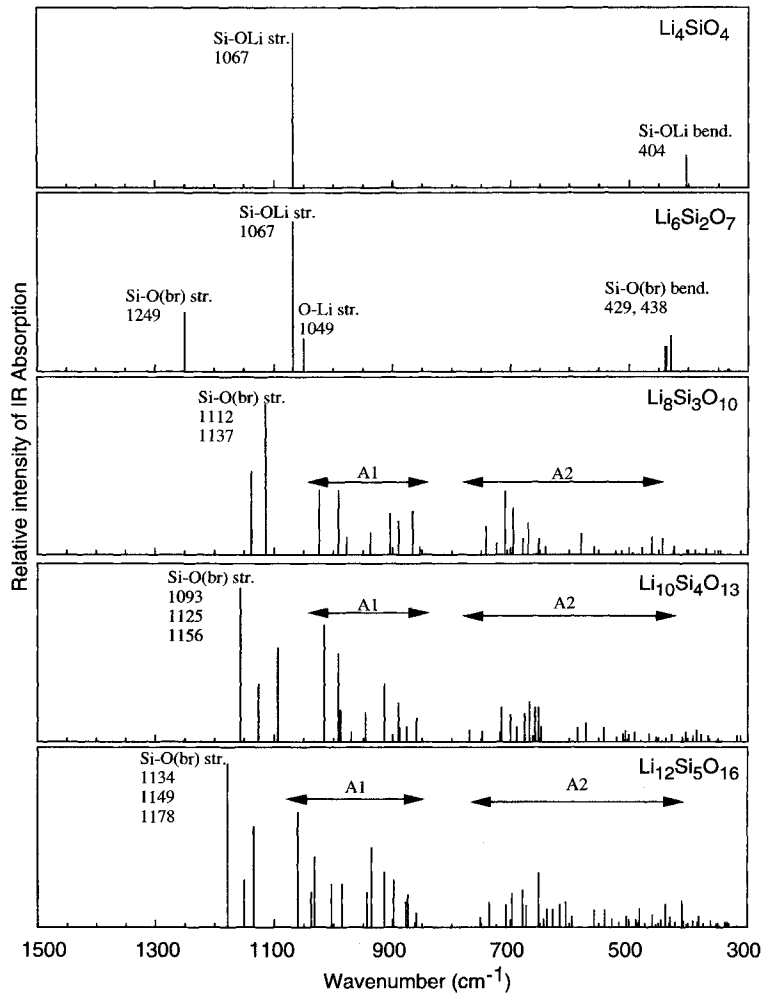 Relative intensity of IR Absorption
Li4SiO4
Si-OLi str.
1067
Si-OLi bend.
404
Li6Si2O7
Si-OLi str.
1067
Si-O(br) str.
1249
O-Li str.
1049
Si-O(br) bend.
429, 438
Li8Si3O10
Si-O(br) str.
1112
1137
A1
A2
Li10Si4O13
Si-O(br) str.
1093
1125
1156
A1
A2
Li12Si5O16
Si-O(br) str.
1134
1149
1178
A1
A2
1500 1300 1100 900 700 500 300
Wavenumber (cm-1)